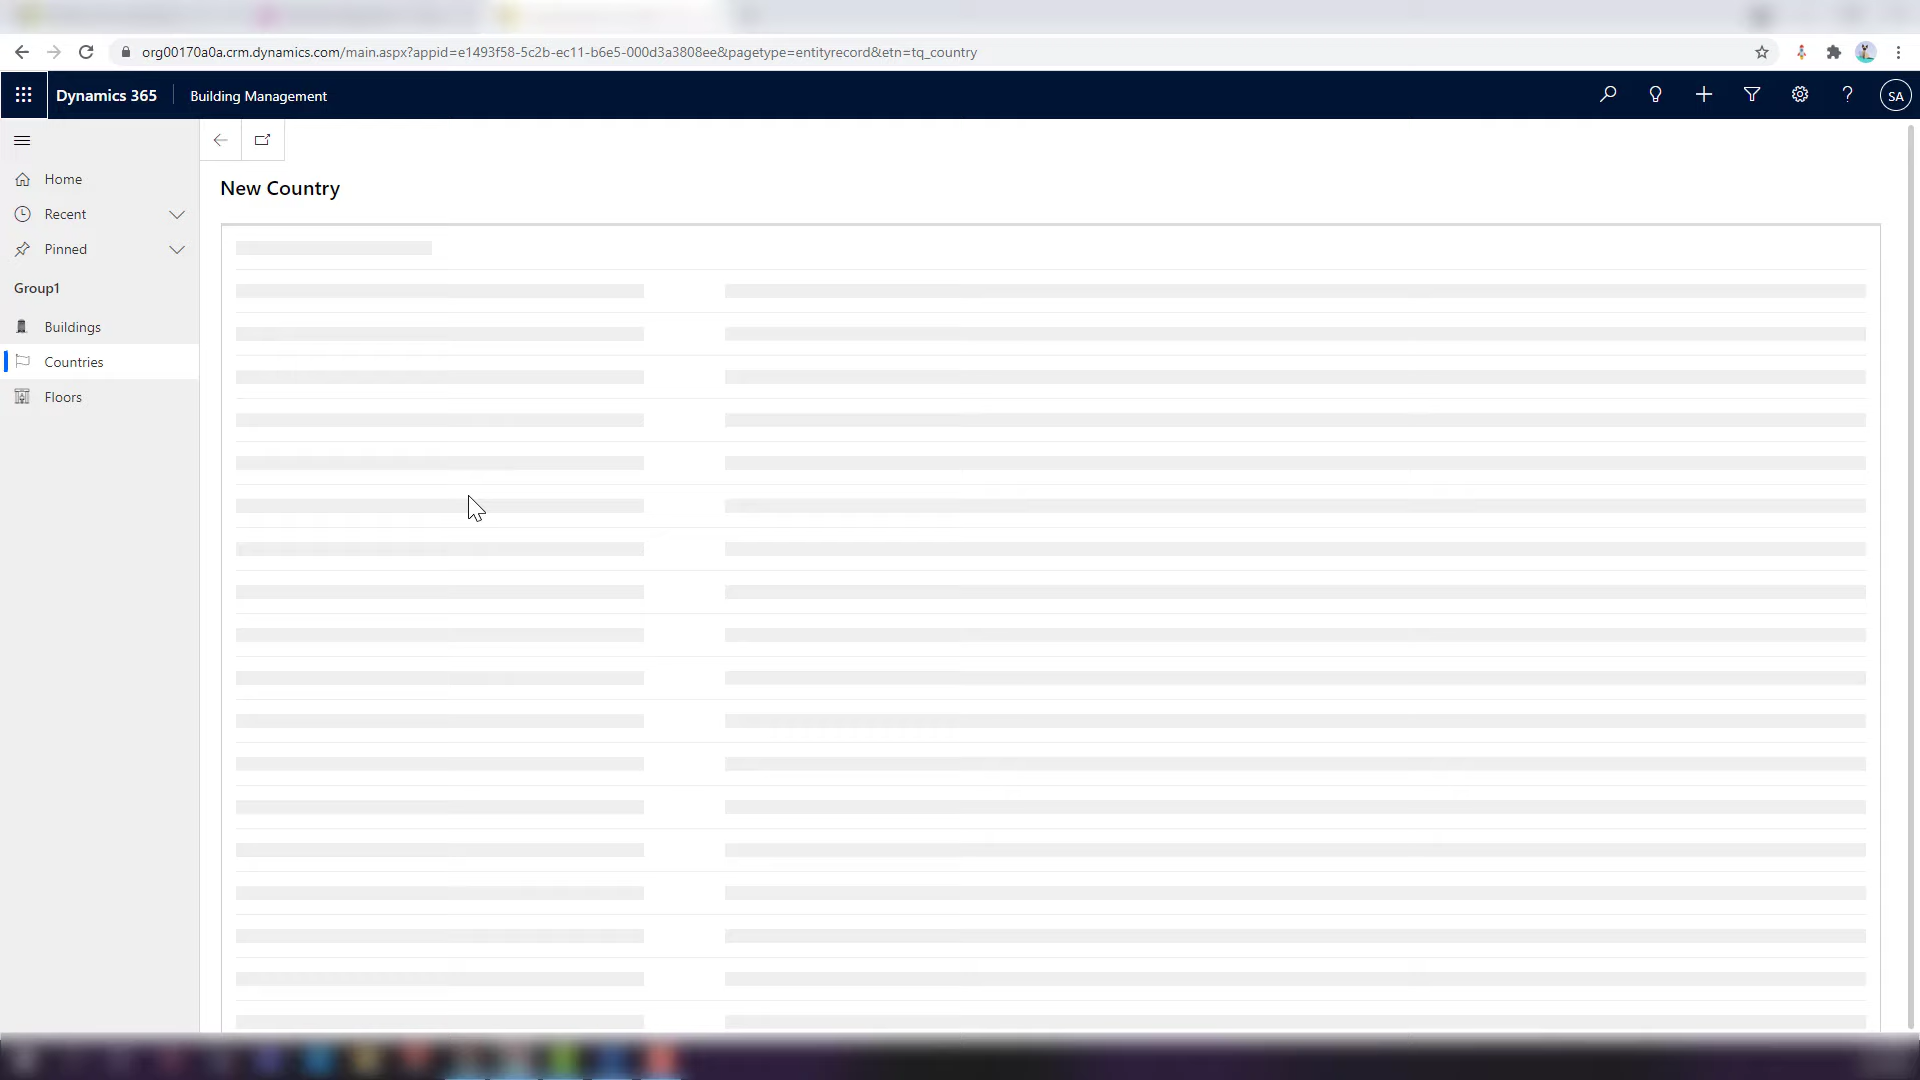 org00170a0a.crm.dynamics.com/main.aspx?appid=e1493f58-5c2b-ec11-b6e5-000d3a3808ee&pagetype=entityrecord&etn=tq_country
Dynamics 365
Building Management
SA
New Country
Home
Recent
Pinned
Group1
Buildings
Countries
Floors